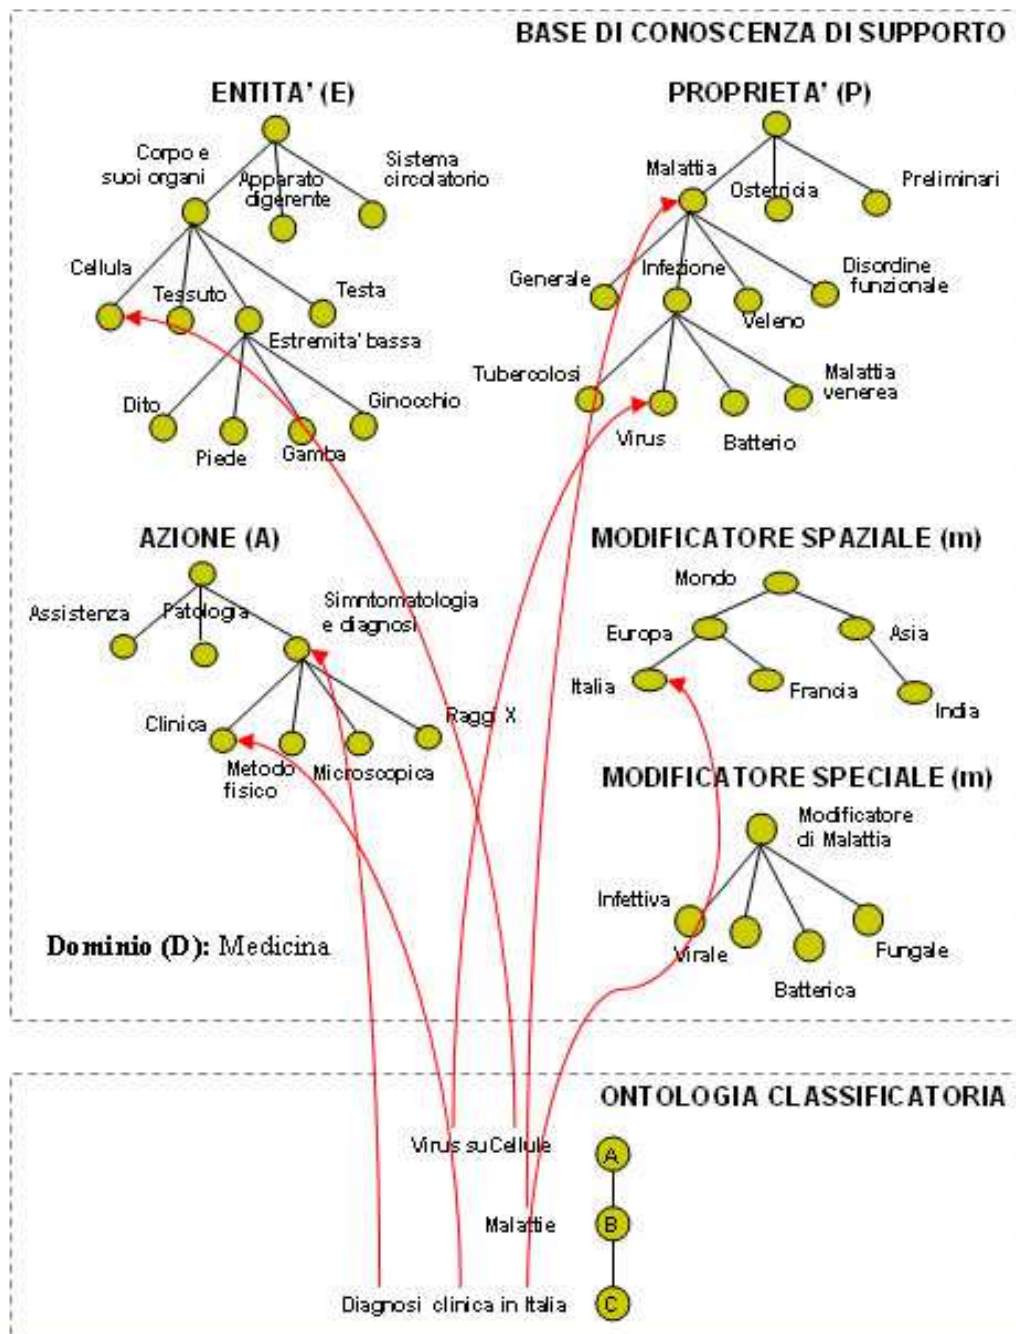 BASE DI CONOSCENZA DI SUPPORTO
ENTITA' (E)
Corpo e
suoi organi
Apparato
digerente
Sistema
circolatorio
Cellula
Tessuto
Estremita' bassa
Testa
Dito
Piede
Gamba
Ginocchio
PROPRIETA' (P)
Malattia
Ostetricia
Preliminari
Generale
Infezione
Veleno
Disordine
funzionale
Tubercolosi
Virus
Batterio
Malattia
venerea
AZIONE (A)
Assistenza
Patologia
Simntomatologia
e diagnosi
Clinica
Metodo
fisico
Microscopica
Raggi X
MODIFICATORE SPAZIALE (m)
Mondo
Europa
Asia
Italia
Francia
India
MODIFICATORE SPECIALE (m)
Modificatore
di Malattia
Infettiva
Virale
Batterica
Fungale
Dominio (D): Medicina
ONTOLOGIA CLASSIFICATORIA
Virus su Cellule
A
Malattie
B
Diagnosi clinica in Italia
C